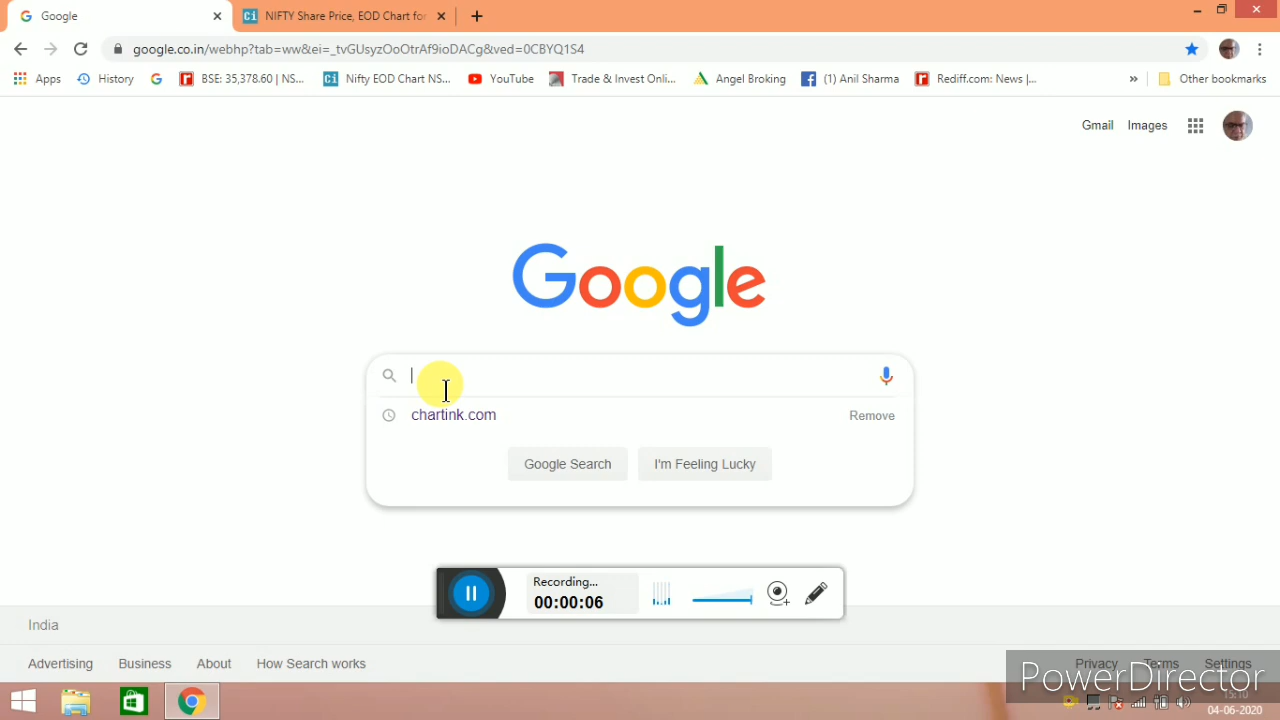 Google
NIFTY Share Price, EOD Chart for
google.co.in/webhp?tab=ww&ei=_tvGUsyzOoOtrAf9ioDACg&ved=0CBYQ1S4
Apps History BSE: 35,378.60 | NS... Nifty EOD Chart NS... YouTube Trade & Invest Onli... Angel Broking (1) Anil Sharma Rediff.com: News |... » Other bookmarks
Gmail Images
Google
chartink.com Remove
Google Search I'm Feeling Lucky
Recording...
00:00:06
India
Advertising Business About How Search works Privacy Terms Settings
PowerDirector
15:10
04-06-2020